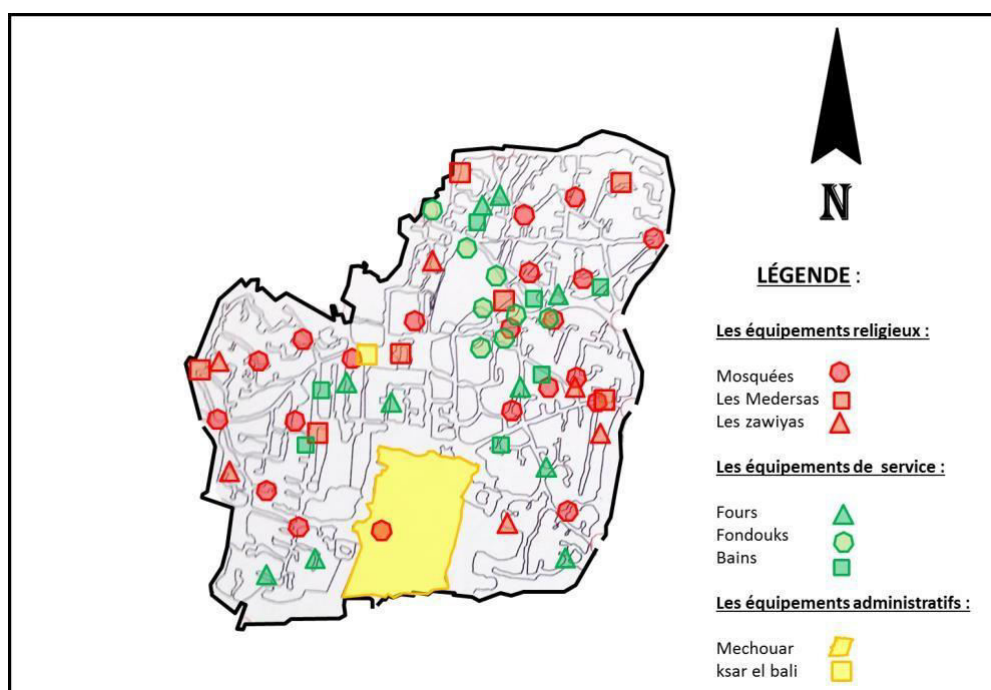 N
LÉGENDE :
Les équipements religieux :
Mosquées
Les Medersas
Les zawiyas
Les équipements de service :
Fours
Fondouks
Bains
Les équipements administratifs :
Mechouar
ksar el bali